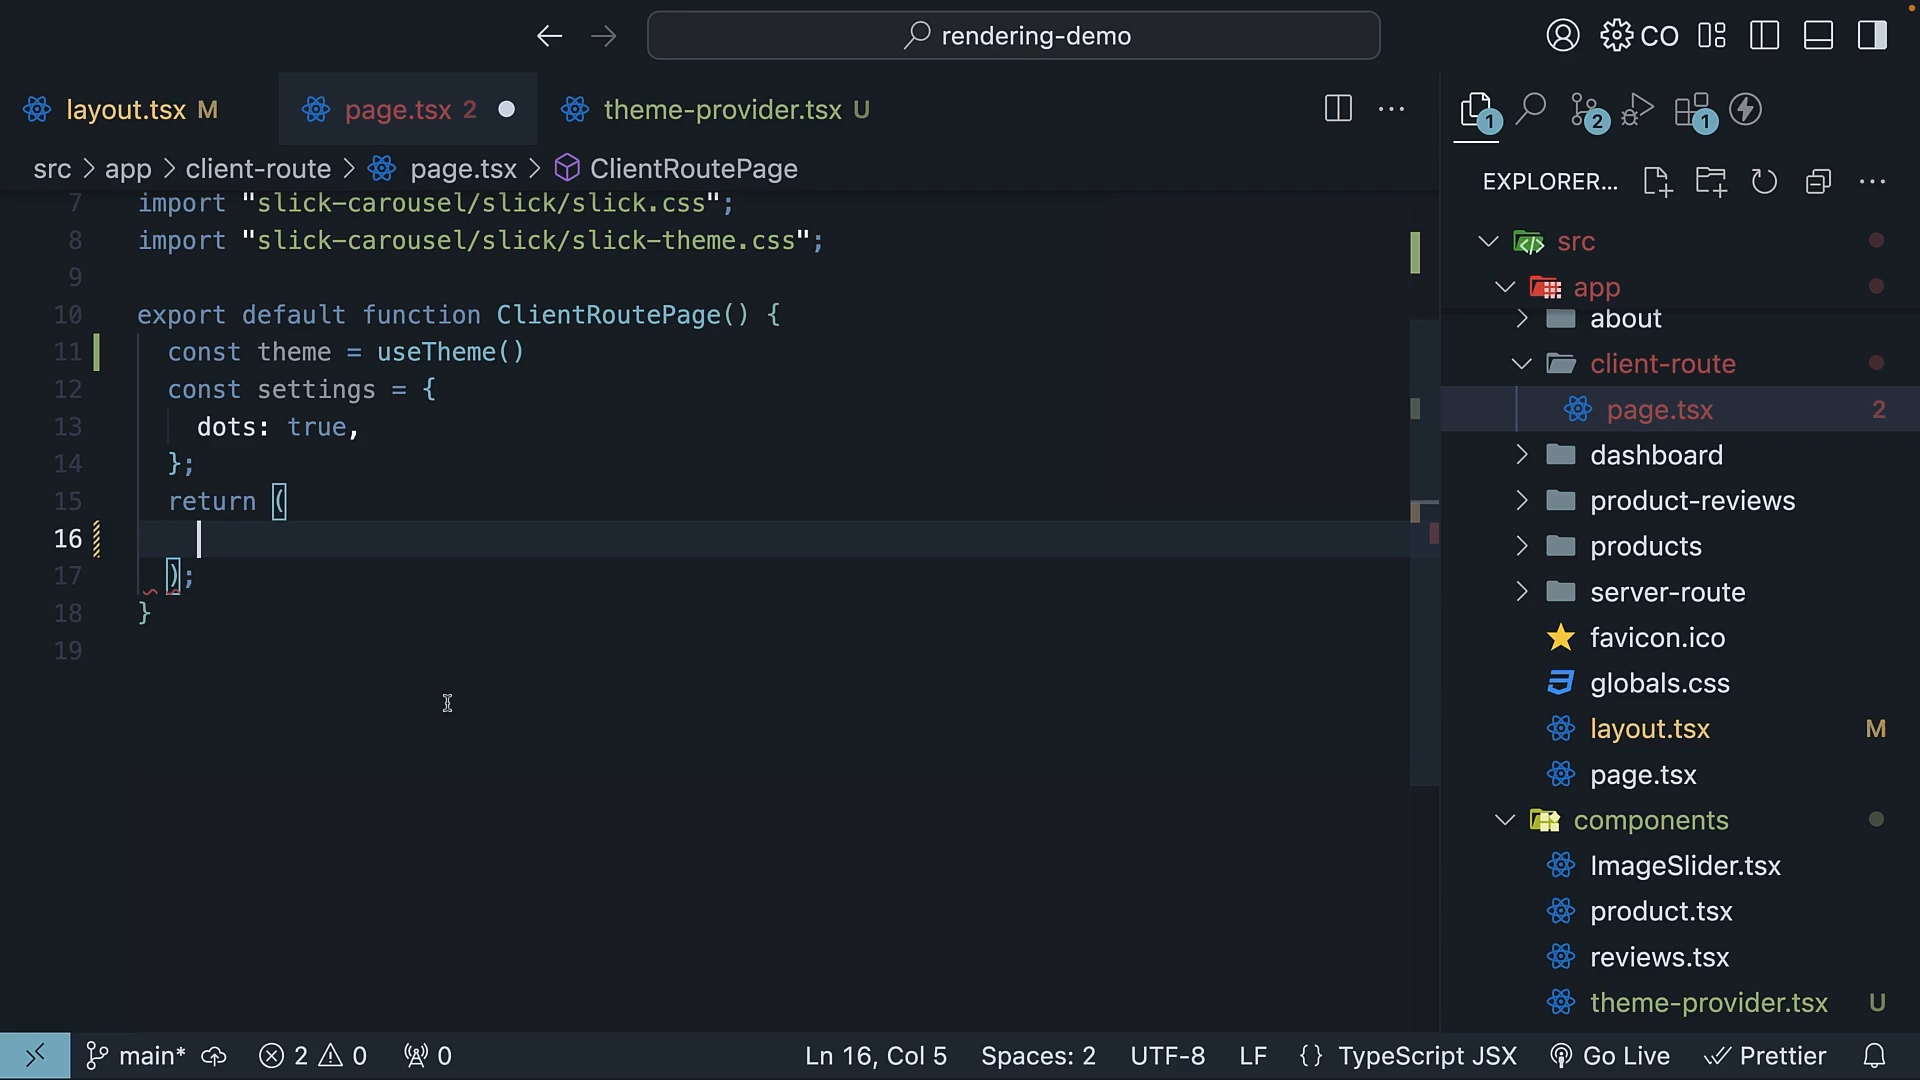 rendering-demo
CO
layout.tsx M
page.tsx 2
theme-provider.tsx U
src > app > client-route > page.tsx > ClientRoutePage
7 import "slick-carousel/slick/slick.css";
8 import "slick-carousel/slick/slick-theme.css";
9
10 export default function ClientRoutePage() {
11 const theme = useTheme()
12 const settings = {
13 dots: true,
14 };
15 return (
16
17 );
18 }
19
1
2
1
EXPLORER...
src
app
about
client-route
page.tsx 2
dashboard
product-reviews
products
server-route
favicon.ico
globals.css
layout.tsx M
page.tsx
components
ImageSlider.tsx
product.tsx
reviews.tsx
theme-provider.tsx U
main* 2 0 0 Ln 16, Col 5 Spaces: 2 UTF-8 LF {} TypeScript JSX Go Live Prettier